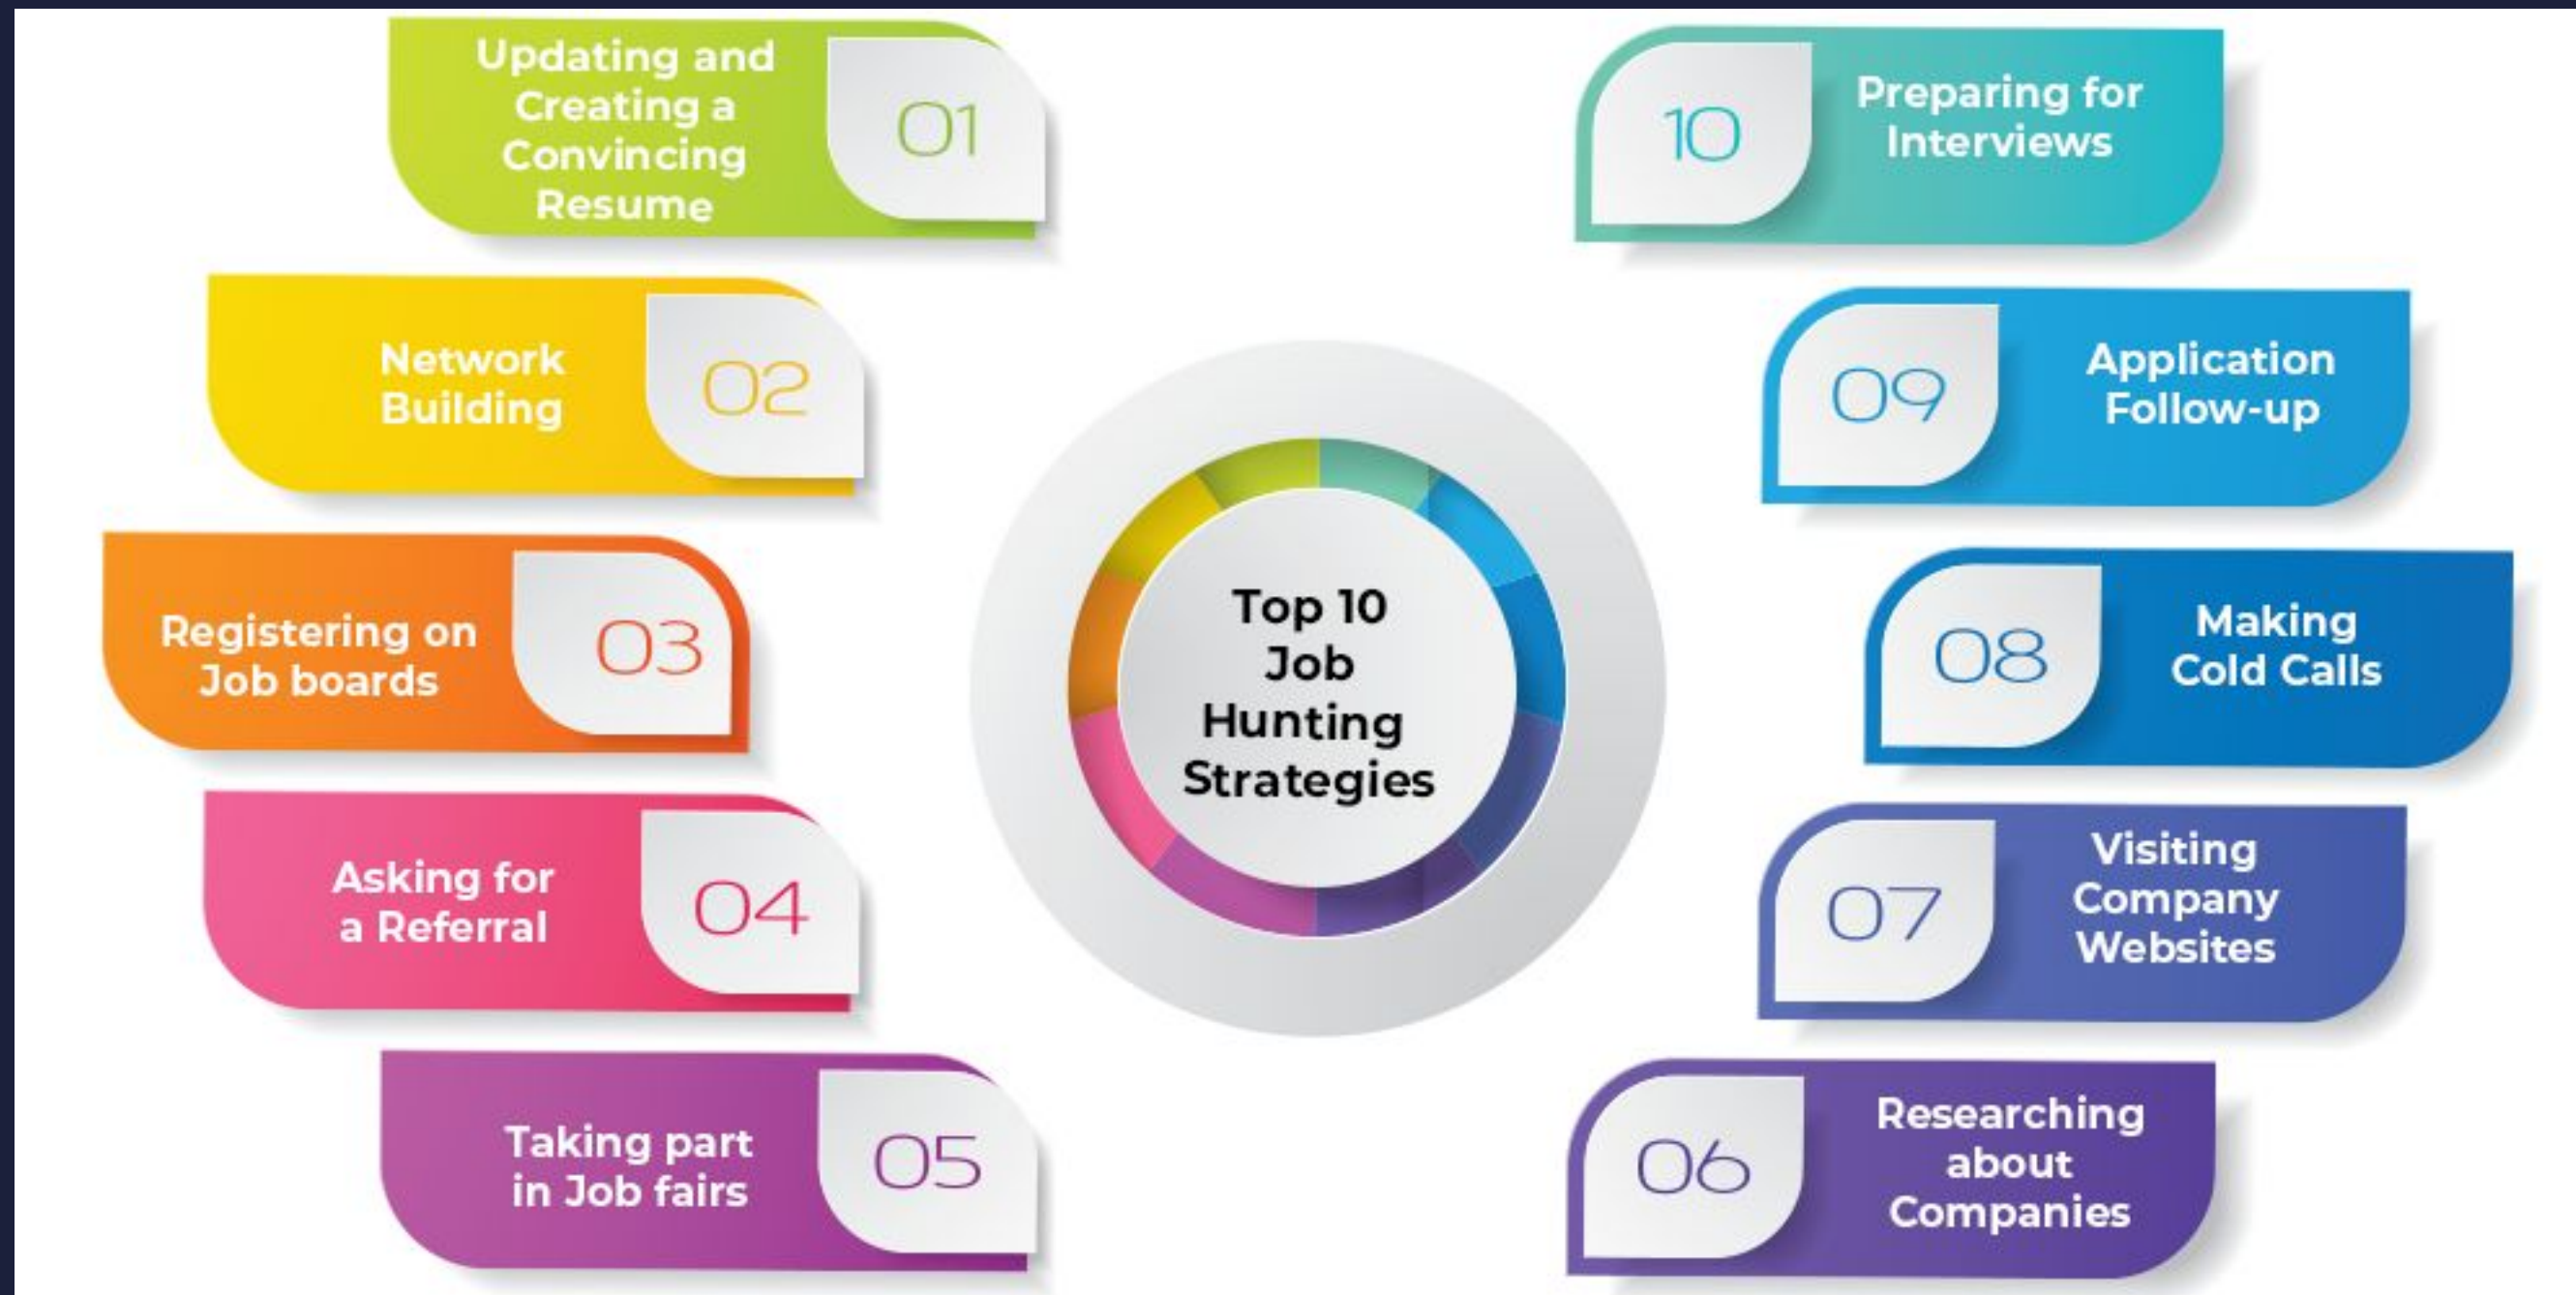 Updating and
Creating a
Convincing
Resume
01
Network
Building
02
Registering on
Job boards
03
Asking for
a Referral
04
Taking part
in Job fairs
05
Top 10
Job
Hunting
Strategies
10
Preparing for
Interviews
09
Application
Follow-up
08
Making
Cold Calls
07
Visiting
Company
Websites
06
Researching
about
Companies